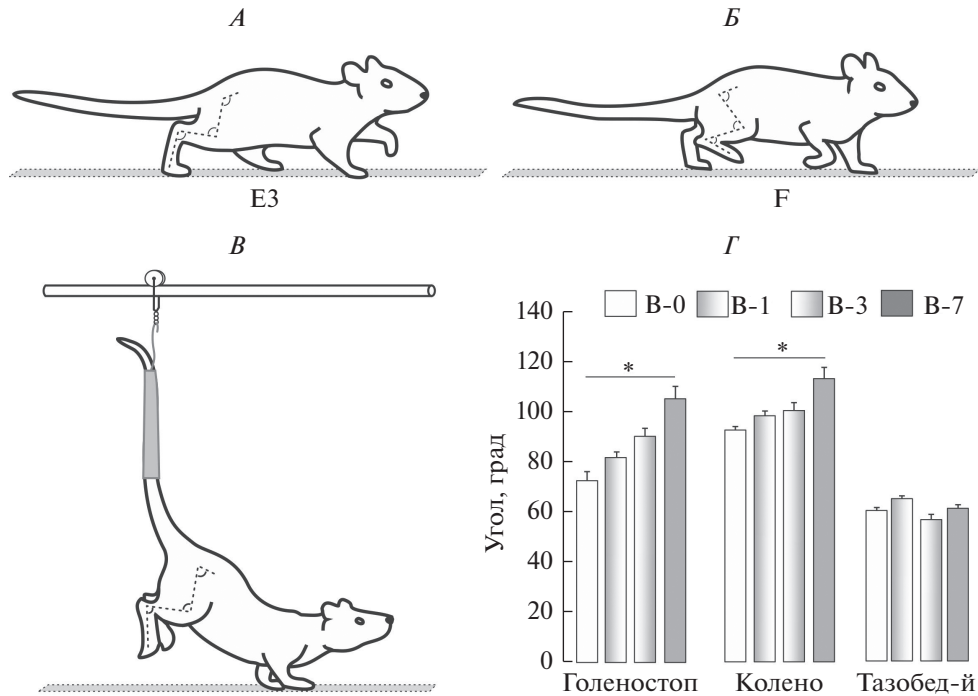 А
Б
E3
F
В
Г
В-0
В-1
В-3
В-7
140
120
100
80
60
40
20
0
Угол, град
*
*
Голеностоп
Колено
Тазобед-й